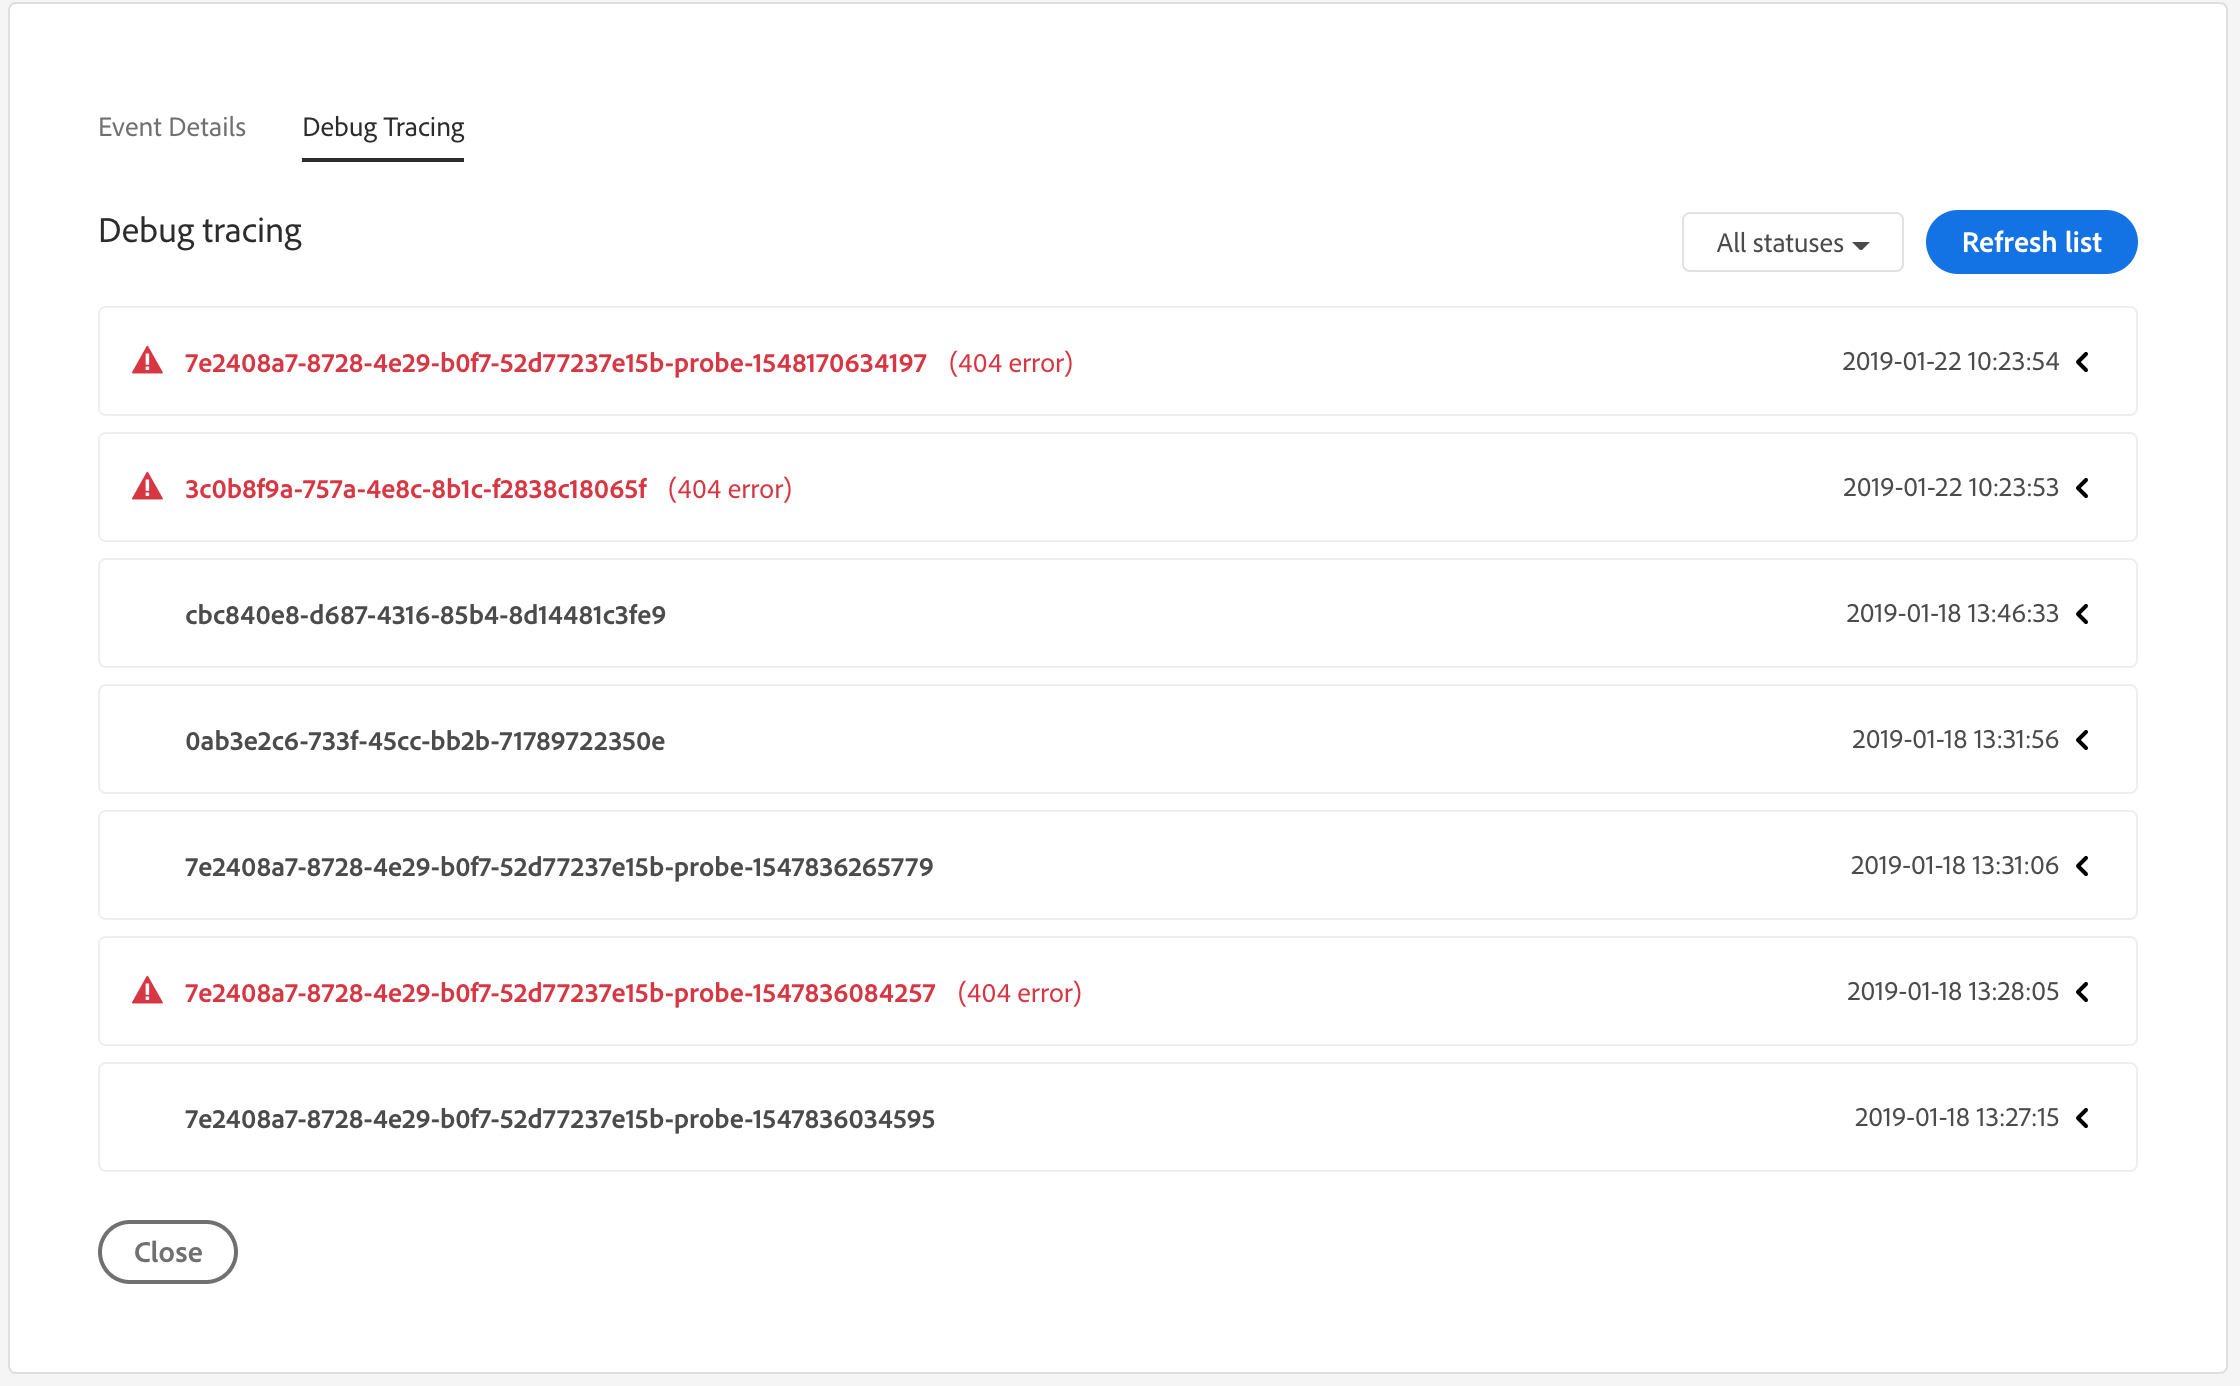 Event Details Debug Tracing
Debug tracing All statuses Refresh list
7e2408a7-8728-4e29-b0f7-52d77237e15b-probe-1548170634197 (404 error) 2019-01-22 10:23:54
3c0b8f9a-757a-4e8c-8b1c-f2838c18065f (404 error) 2019-01-22 10:23:53
cbc840e8-d687-4316-85b4-8d14481c3fe9 2019-01-18 13:46:33
0ab3e2c6-733f-45cc-bb2b-71789722350e 2019-01-18 13:31:56
7e2408a7-8728-4e29-b0f7-52d77237e15b-probe-1547836265779 2019-01-18 13:31:06
7e2408a7-8728-4e29-b0f7-52d77237e15b-probe-1547836084257 (404 error) 2019-01-18 13:28:05
7e2408a7-8728-4e29-b0f7-52d77237e15b-probe-1547836034595 2019-01-18 13:27:15
Close